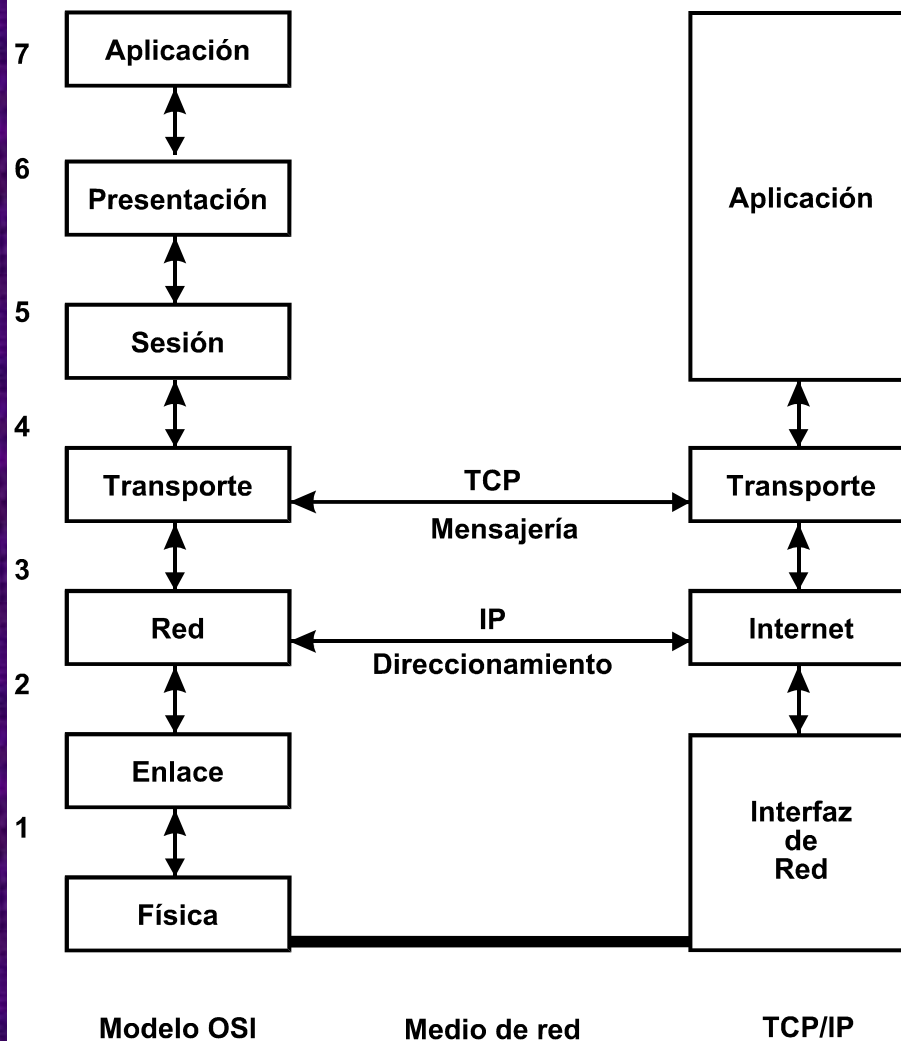 7
Aplicación
6
Presentación
Aplicación
5
Sesión
4
Transporte
TCP
Mensajería
Transporte
3
Red
IP
Direccionamiento
Internet
2
Enlace
1
Interfaz
de
Red
Física
Modelo OSI
Medio de red
TCP/IP